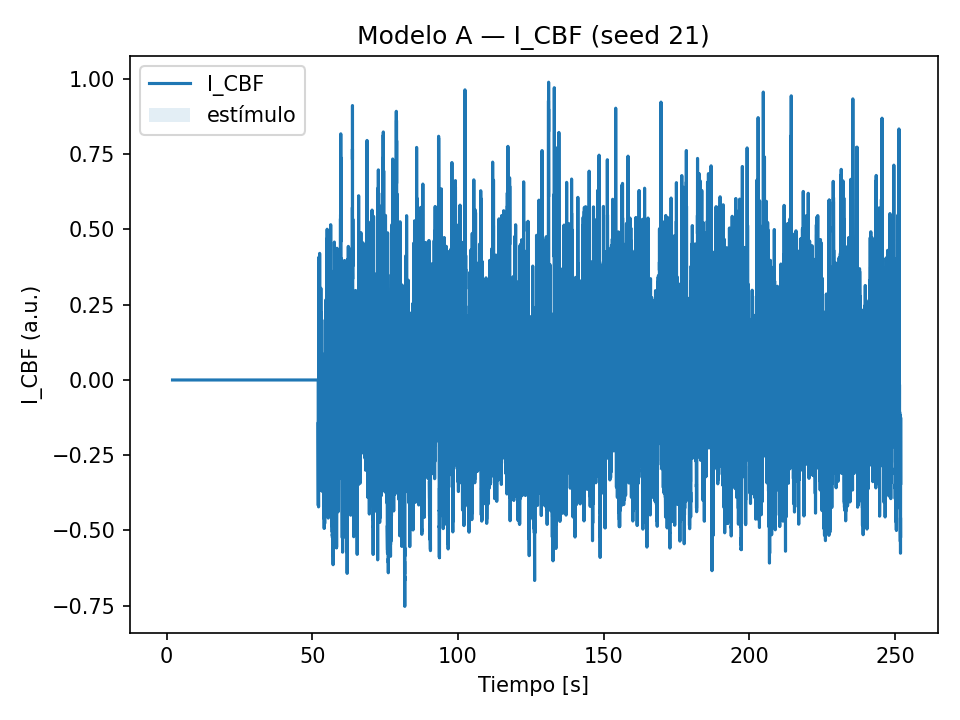 Modelo A — I_CBF (seed 21)
I_CBF
estímulo
1.00
0.75
0.50
0.25
0.00
−0.25
−0.50
−0.75
I_CBF (a.u.)
0 50 100 150 200 250
Tiempo [s]